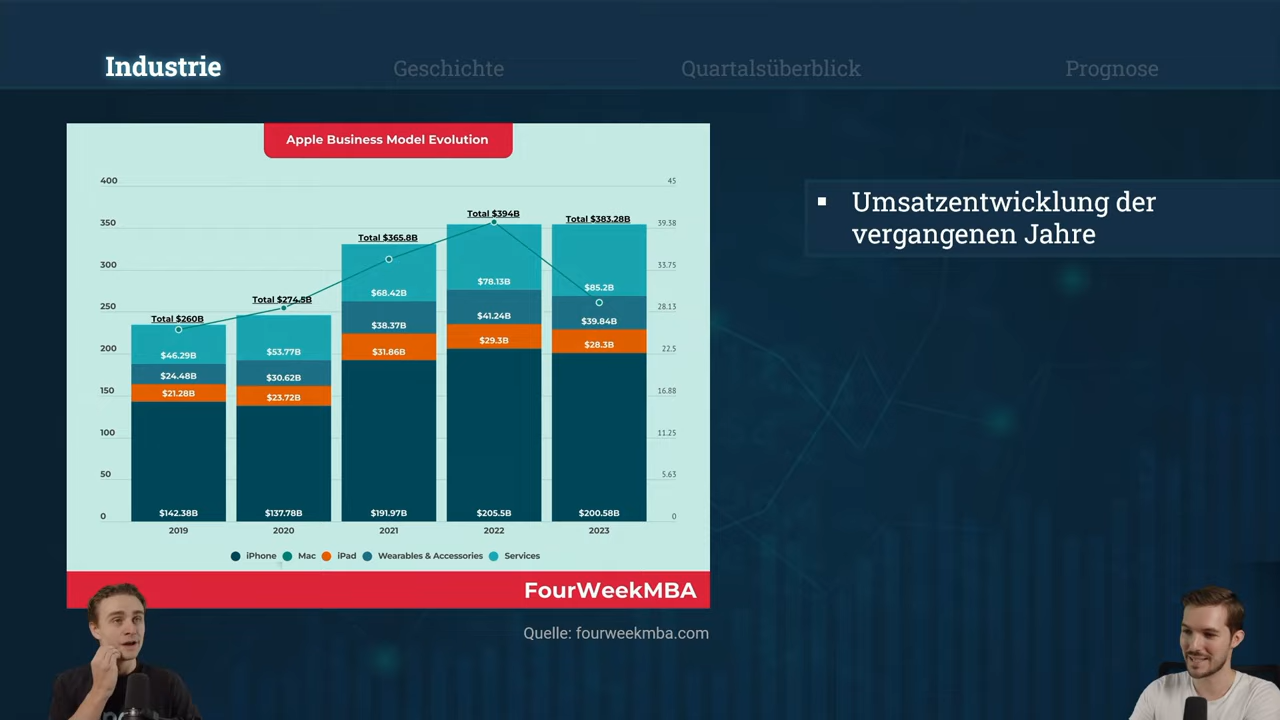 Industrie
Geschichte
Quartalsüberblick
Prognose
Apple Business Model Evolution
400
45
350
39.38
300
33.75
250
28.13
200
22.5
150
16.88
100
11.25
50
5.63
0
0
Total $260B
Total $274.5B
Total $365.8B
Total $394B
Total $383.28B
$46.29B
$24.48B
$21.28B
$142.38B
$53.77B
$30.62B
$23.72B
$137.78B
$68.42B
$38.37B
$31.86B
$191.97B
$78.13B
$41.24B
$29.3B
$205.5B
$85.2B
$39.84B
$28.3B
$200.58B
2019
2020
2021
2022
2023
iPhone Mac iPad Wearables & Accessories Services
FourWeekMBA
Quelle: fourweekmba.com
▪ Umsatzentwicklung der
vergangenen Jahre